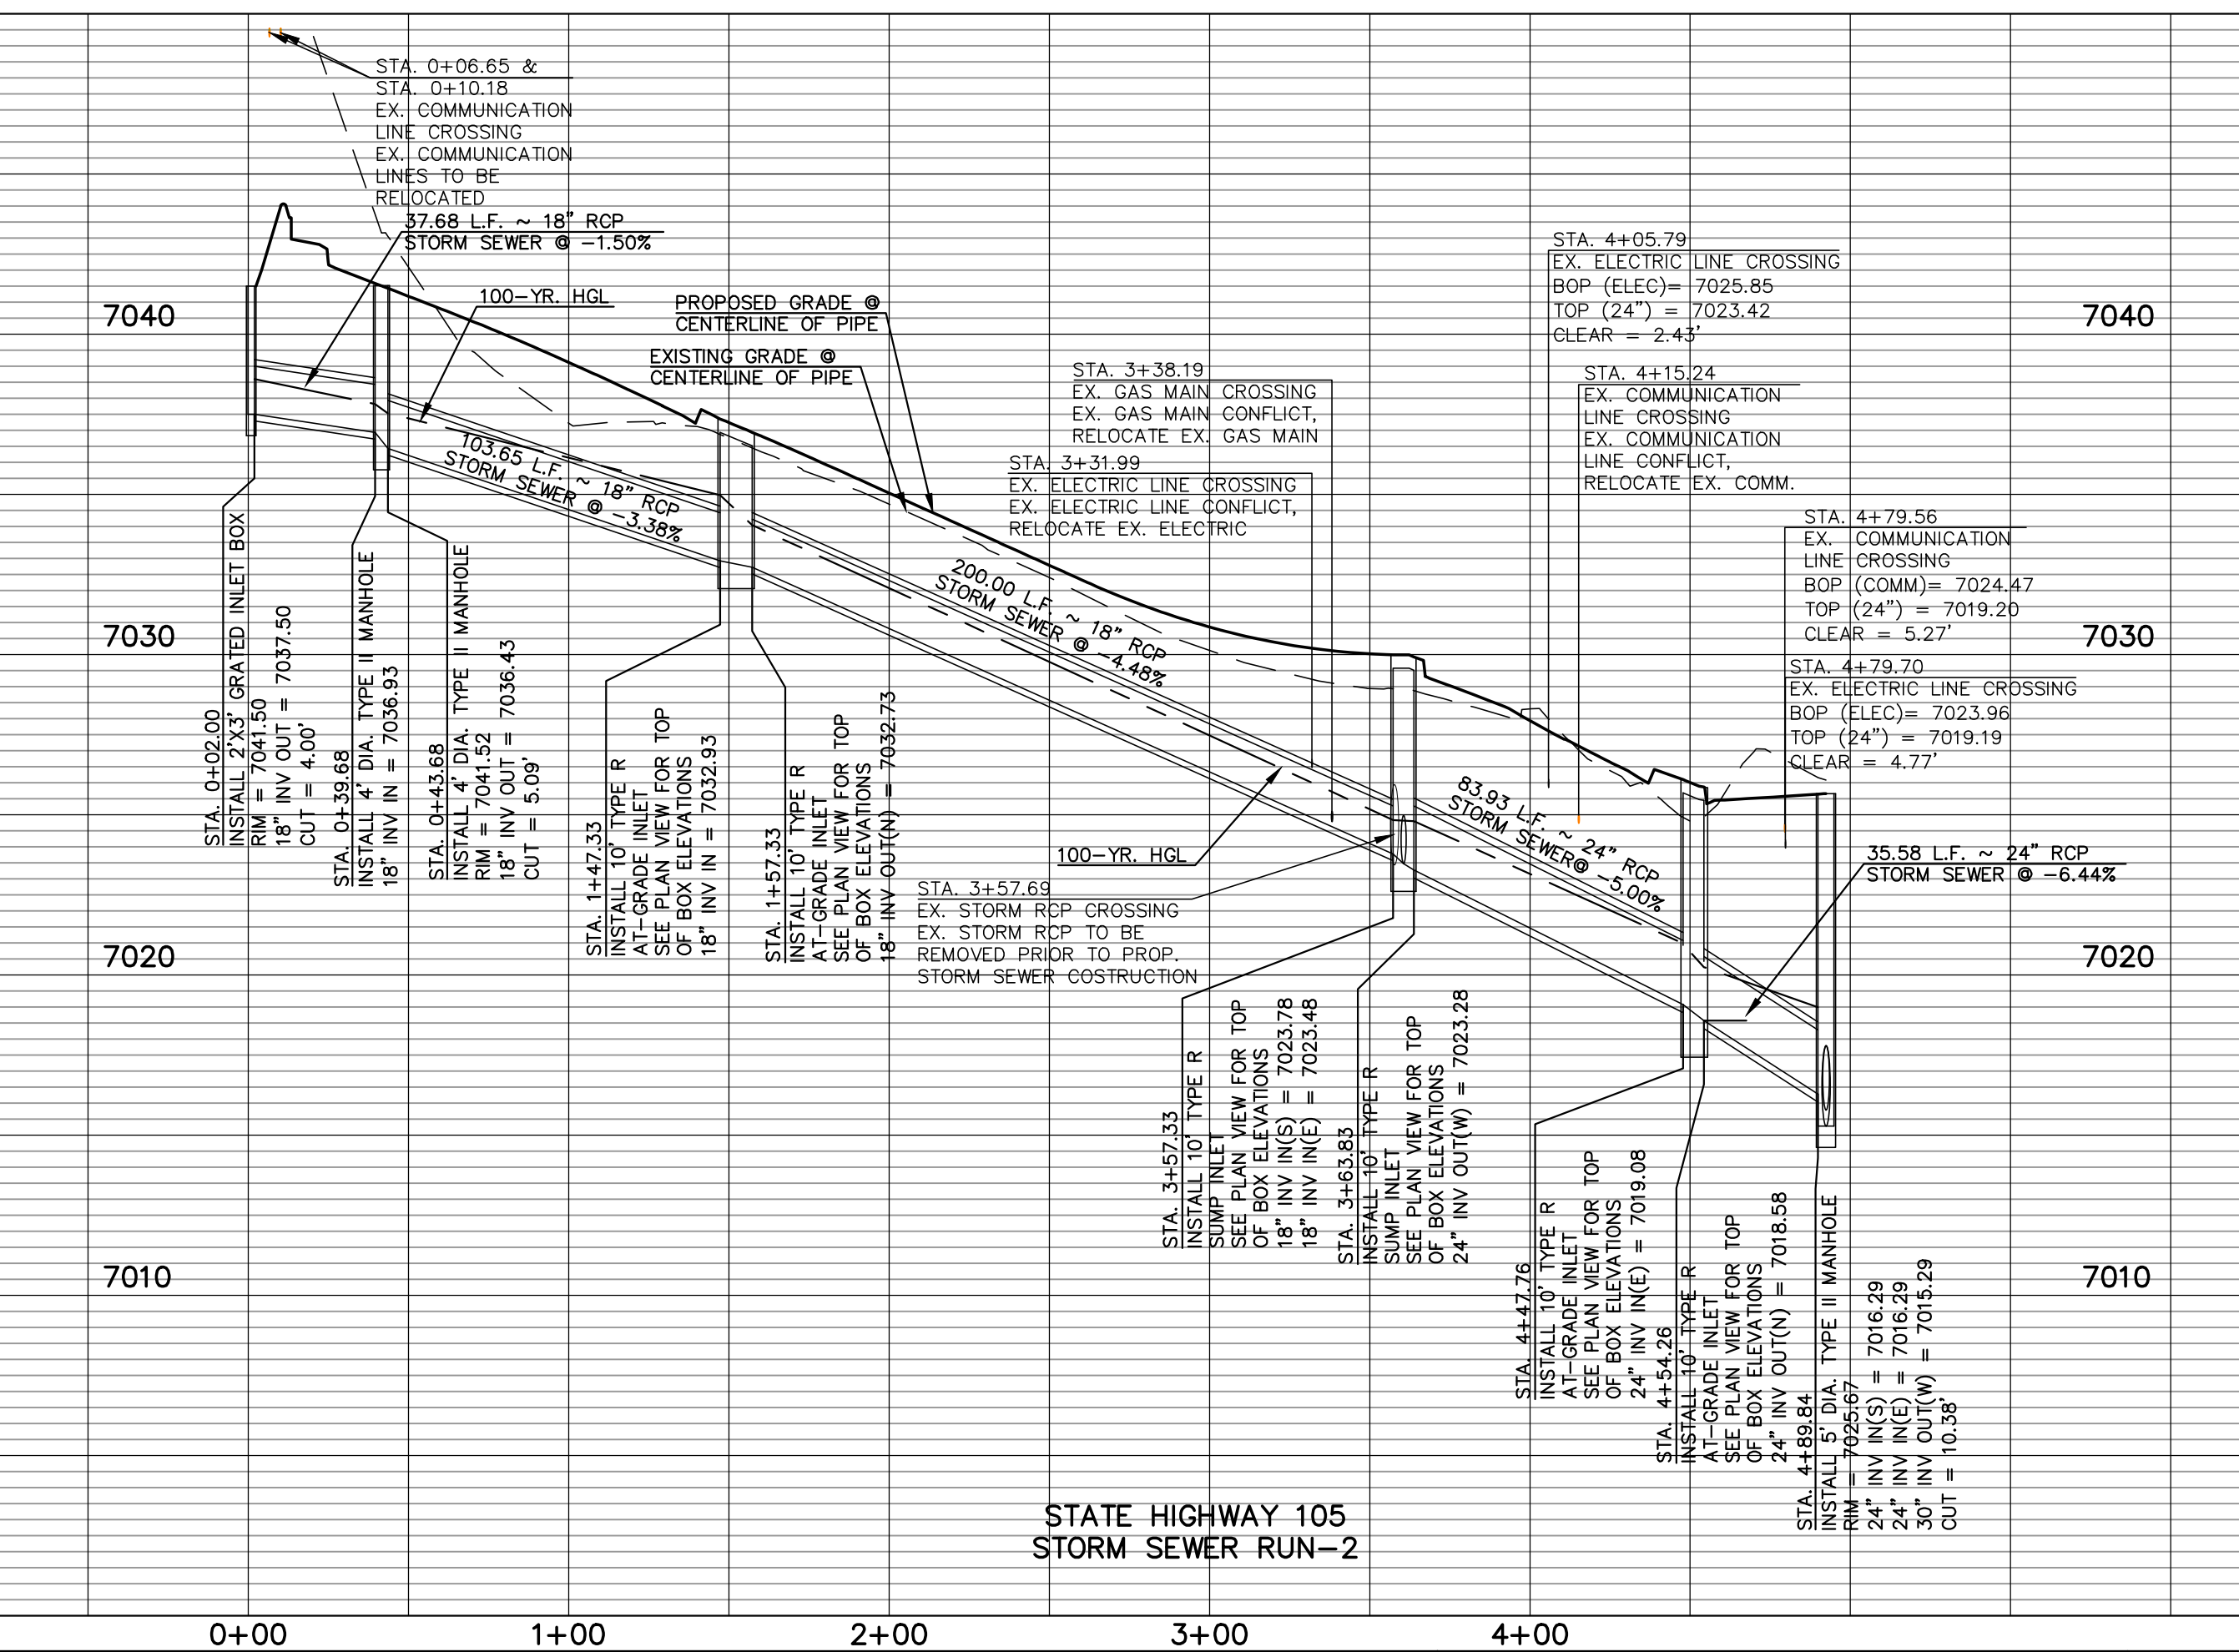 STA. 0+06.65 &
STA. 0+10.18
EX. COMMUNICATION
LINE CROSSING
EX. COMMUNICATION
LINES TO BE
RELOCATED
37.68 L.F. ~ 18" RCP
STORM SEWER @ -1.50%
100-YR. HGL
PROPOSED GRADE @
CENTERLINE OF PIPE
EXISTING GRADE @
CENTERLINE OF PIPE
STA. 4+05.79
EX. ELECTRIC LINE CROSSING
BOP (ELEC)= 7025.85
TOP (24") = 7023.42
CLEAR = 2.43'
STA. 3+38.19
EX. GAS MAIN CROSSING
EX. GAS MAIN CONFLICT,
RELOCATE EX. GAS MAIN
STA. 4+15.24
EX. COMMUNICATION
LINE CROSSING
EX. COMMUNICATION
LINE CONFLICT,
RELOCATE EX. COMM.
STA. 3+31.99
EX. ELECTRIC LINE CROSSING
EX. ELECTRIC LINE CONFLICT,
RELOCATE EX. ELECTRIC
STA. 4+79.56
EX. COMMUNICATION
LINE CROSSING
BOP (COMM)= 7024.47
TOP (24") = 7019.20
CLEAR = 5.27'
STA. 4+79.70
EX. ELECTRIC LINE CROSSING
BOP (ELEC)= 7023.96
TOP (24") = 7019.19
CLEAR = 4.77'
7040
7040
7030
7030
7020
7020
7010
7010
103.65 L.F. ~ 18" RCP
STORM SEWER @ -3.38%
200.00 L.F. ~ 18" RCP
STORM SEWER @ -4.48%
83.93 L.F. ~ 24" RCP
STORM SEWER@ -5.00%
35.58 L.F. ~ 24" RCP
STORM SEWER @ -6.44%
100-YR. HGL
STA. 3+57.69
EX. STORM RCP CROSSING
EX. STORM RCP TO BE
REMOVED PRIOR TO PROP.
STORM SEWER COSTRUCTION
STA. 0+02.00
INSTALL 2'X3' GRATED INLET BOX
RIM = 7041.50
18" INV OUT = 7037.50
CUT = 4.00'
STA. 0+39.68
INSTALL 4' DIA. TYPE II MANHOLE
18" INV IN = 7036.93
STA. 0+43.68
INSTALL 4' DIA. TYPE II MANHOLE
RIM = 7041.52
18" INV OUT = 7036.43
CUT = 5.09'
STA. 1+47.33
INSTALL 10' TYPE R
AT-GRADE INLET
SEE PLAN VIEW FOR TOP
OF BOX ELEVATIONS
18" INV IN = 7032.93
STA. 1+57.33
INSTALL 10' TYPE R
AT-GRADE INLET
SEE PLAN VIEW FOR TOP
OF BOX ELEVATIONS
18" INV OUT(N) = 7032.73
STA. 3+57.33
INSTALL 10' TYPE R
SUMP INLET
SEE PLAN VIEW FOR TOP
OF BOX ELEVATIONS
18" INV IN(S) = 7023.78
18" INV IN(E) = 7023.48
STA. 3+63.83
INSTALL 10' TYPE R
SUMP INLET
SEE PLAN VIEW FOR TOP
OF BOX ELEVATIONS
24" INV OUT(W) = 7023.28
STA. 4+47.76
INSTALL 10' TYPE R
AT-GRADE INLET
SEE PLAN VIEW FOR TOP
OF BOX ELEVATIONS
24" INV IN(E) = 7019.08
STA. 4+54.26
INSTALL 10' TYPE R
AT-GRADE INLET
SEE PLAN VIEW FOR TOP
OF BOX ELEVATIONS
24" INV OUT(N) = 7018.58
STA. 4+89.84
INSTALL 5' DIA. TYPE II MANHOLE
RIM = 7025.67
24" INV IN(S) = 7016.29
24" INV IN(E) = 7016.29
30" INV OUT(W) = 7015.29
CUT = 10.38'
STATE HIGHWAY 105
STORM SEWER RUN-2
0+00
1+00
2+00
3+00
4+00